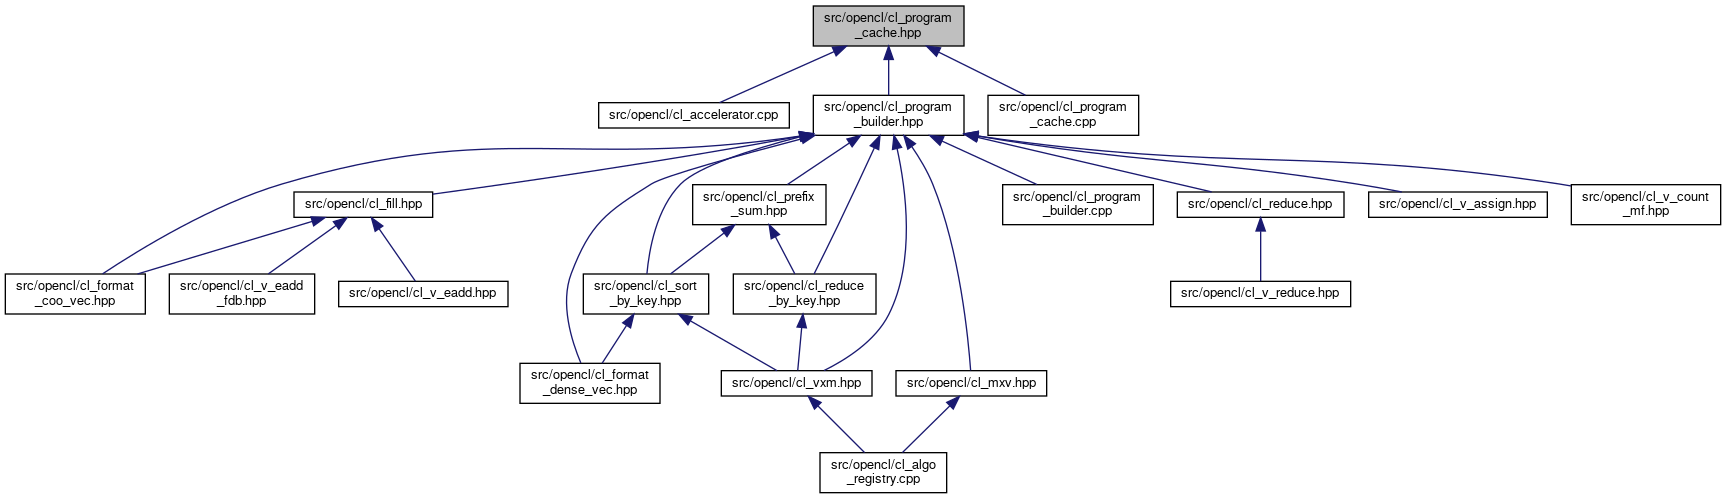 src/opencl/cl_program
_cache.hpp
src/opencl/cl_accelerator.cpp
src/opencl/cl_program
_builder.hpp
src/opencl/cl_program
_cache.cpp
src/opencl/cl_fill.hpp
src/opencl/cl_prefix
_sum.hpp
src/opencl/cl_program
_builder.cpp
src/opencl/cl_reduce.hpp
src/opencl/cl_v_assign.hpp
src/opencl/cl_v_count
_mf.hpp
src/opencl/cl_format
_coo_vec.hpp
src/opencl/cl_v_eadd
_fdb.hpp
src/opencl/cl_v_eadd.hpp
src/opencl/cl_sort
_by_key.hpp
src/opencl/cl_reduce
_by_key.hpp
src/opencl/cl_v_reduce.hpp
src/opencl/cl_format
_dense_vec.hpp
src/opencl/cl_vxm.hpp
src/opencl/cl_mxv.hpp
src/opencl/cl_algo
_registry.cpp